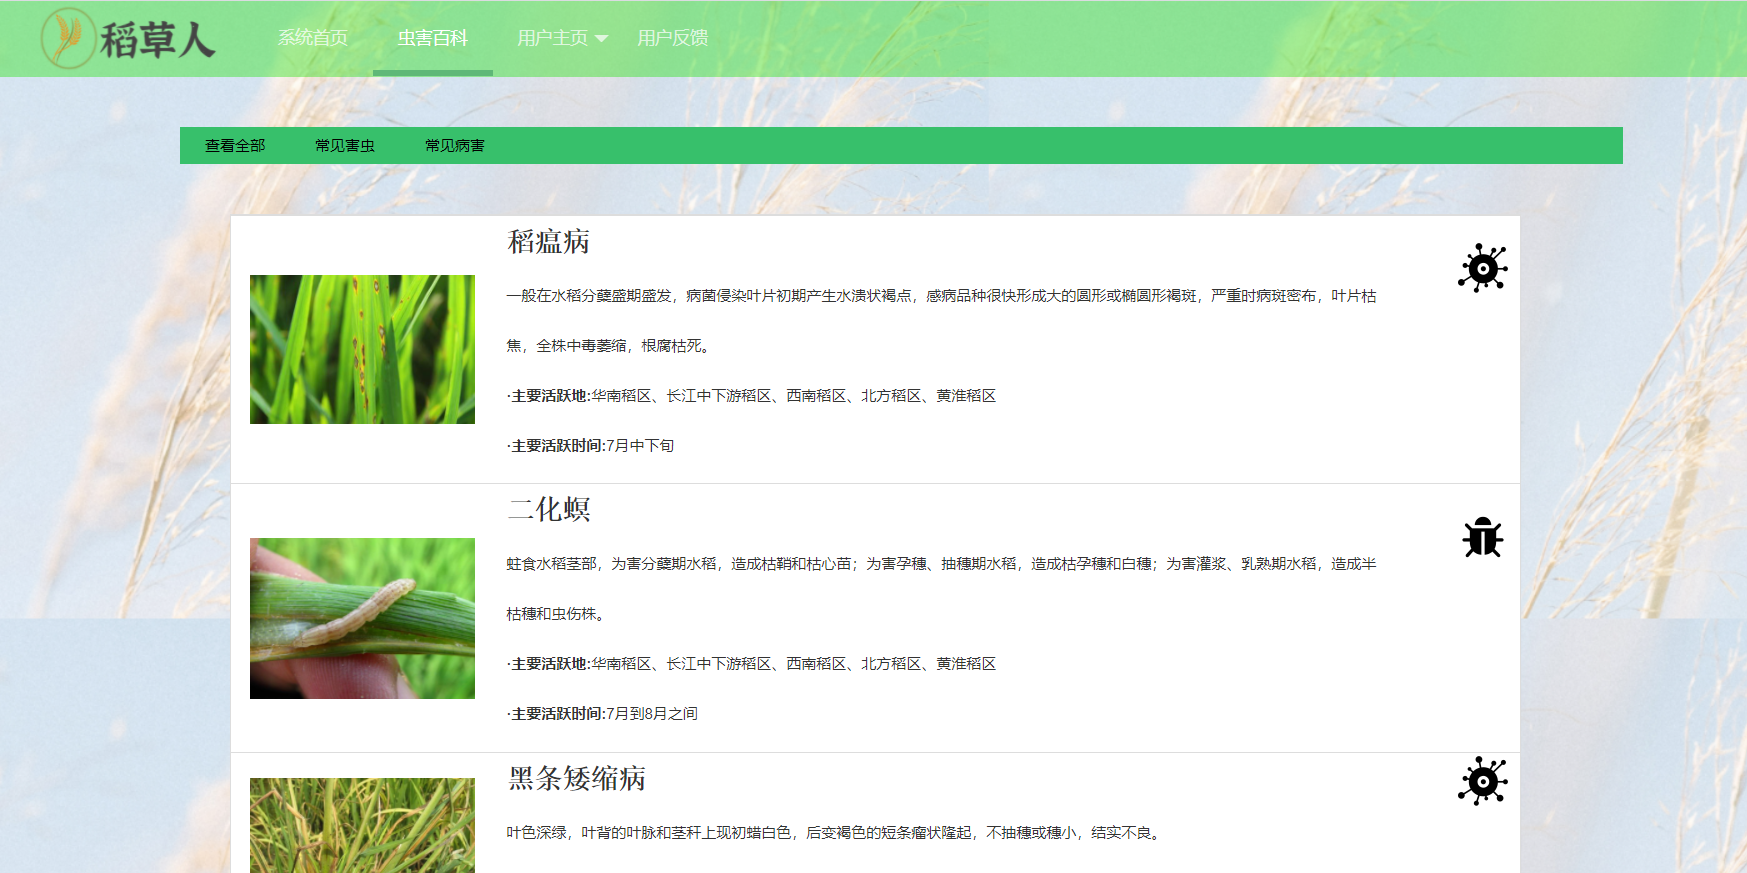 稻草人
系统首页 虫害百科 用户主页 用户反馈
查看全部 常见害虫 常见病害
稻瘟病
一般在水稻分蘖盛期盛发，病菌侵染叶片初期产生水渍状褐点，感病品种很快形成大的圆形或椭圆形褐斑，严重时病斑密布，叶片枯
焦，全株中毒萎缩，根腐枯死。
·主要活跃地:华南稻区、长江中下游稻区、西南稻区、北方稻区、黄淮稻区
·主要活跃时间:7月中下旬
二化螟
蛀食水稻茎部，为害分蘖期水稻，造成枯鞘和枯心苗；为害孕穗、抽穗期水稻，造成枯孕穗和白穗；为害灌浆、乳熟期水稻，造成半
枯穗和虫伤株。
·主要活跃地:华南稻区、长江中下游稻区、西南稻区、北方稻区、黄淮稻区
·主要活跃时间:7月到8月之间
黑条矮缩病
叶色深绿，叶背的叶脉和茎秆上现初蜡白色，后变褐色的短条瘤状隆起，不抽穗或穗小，结实不良。